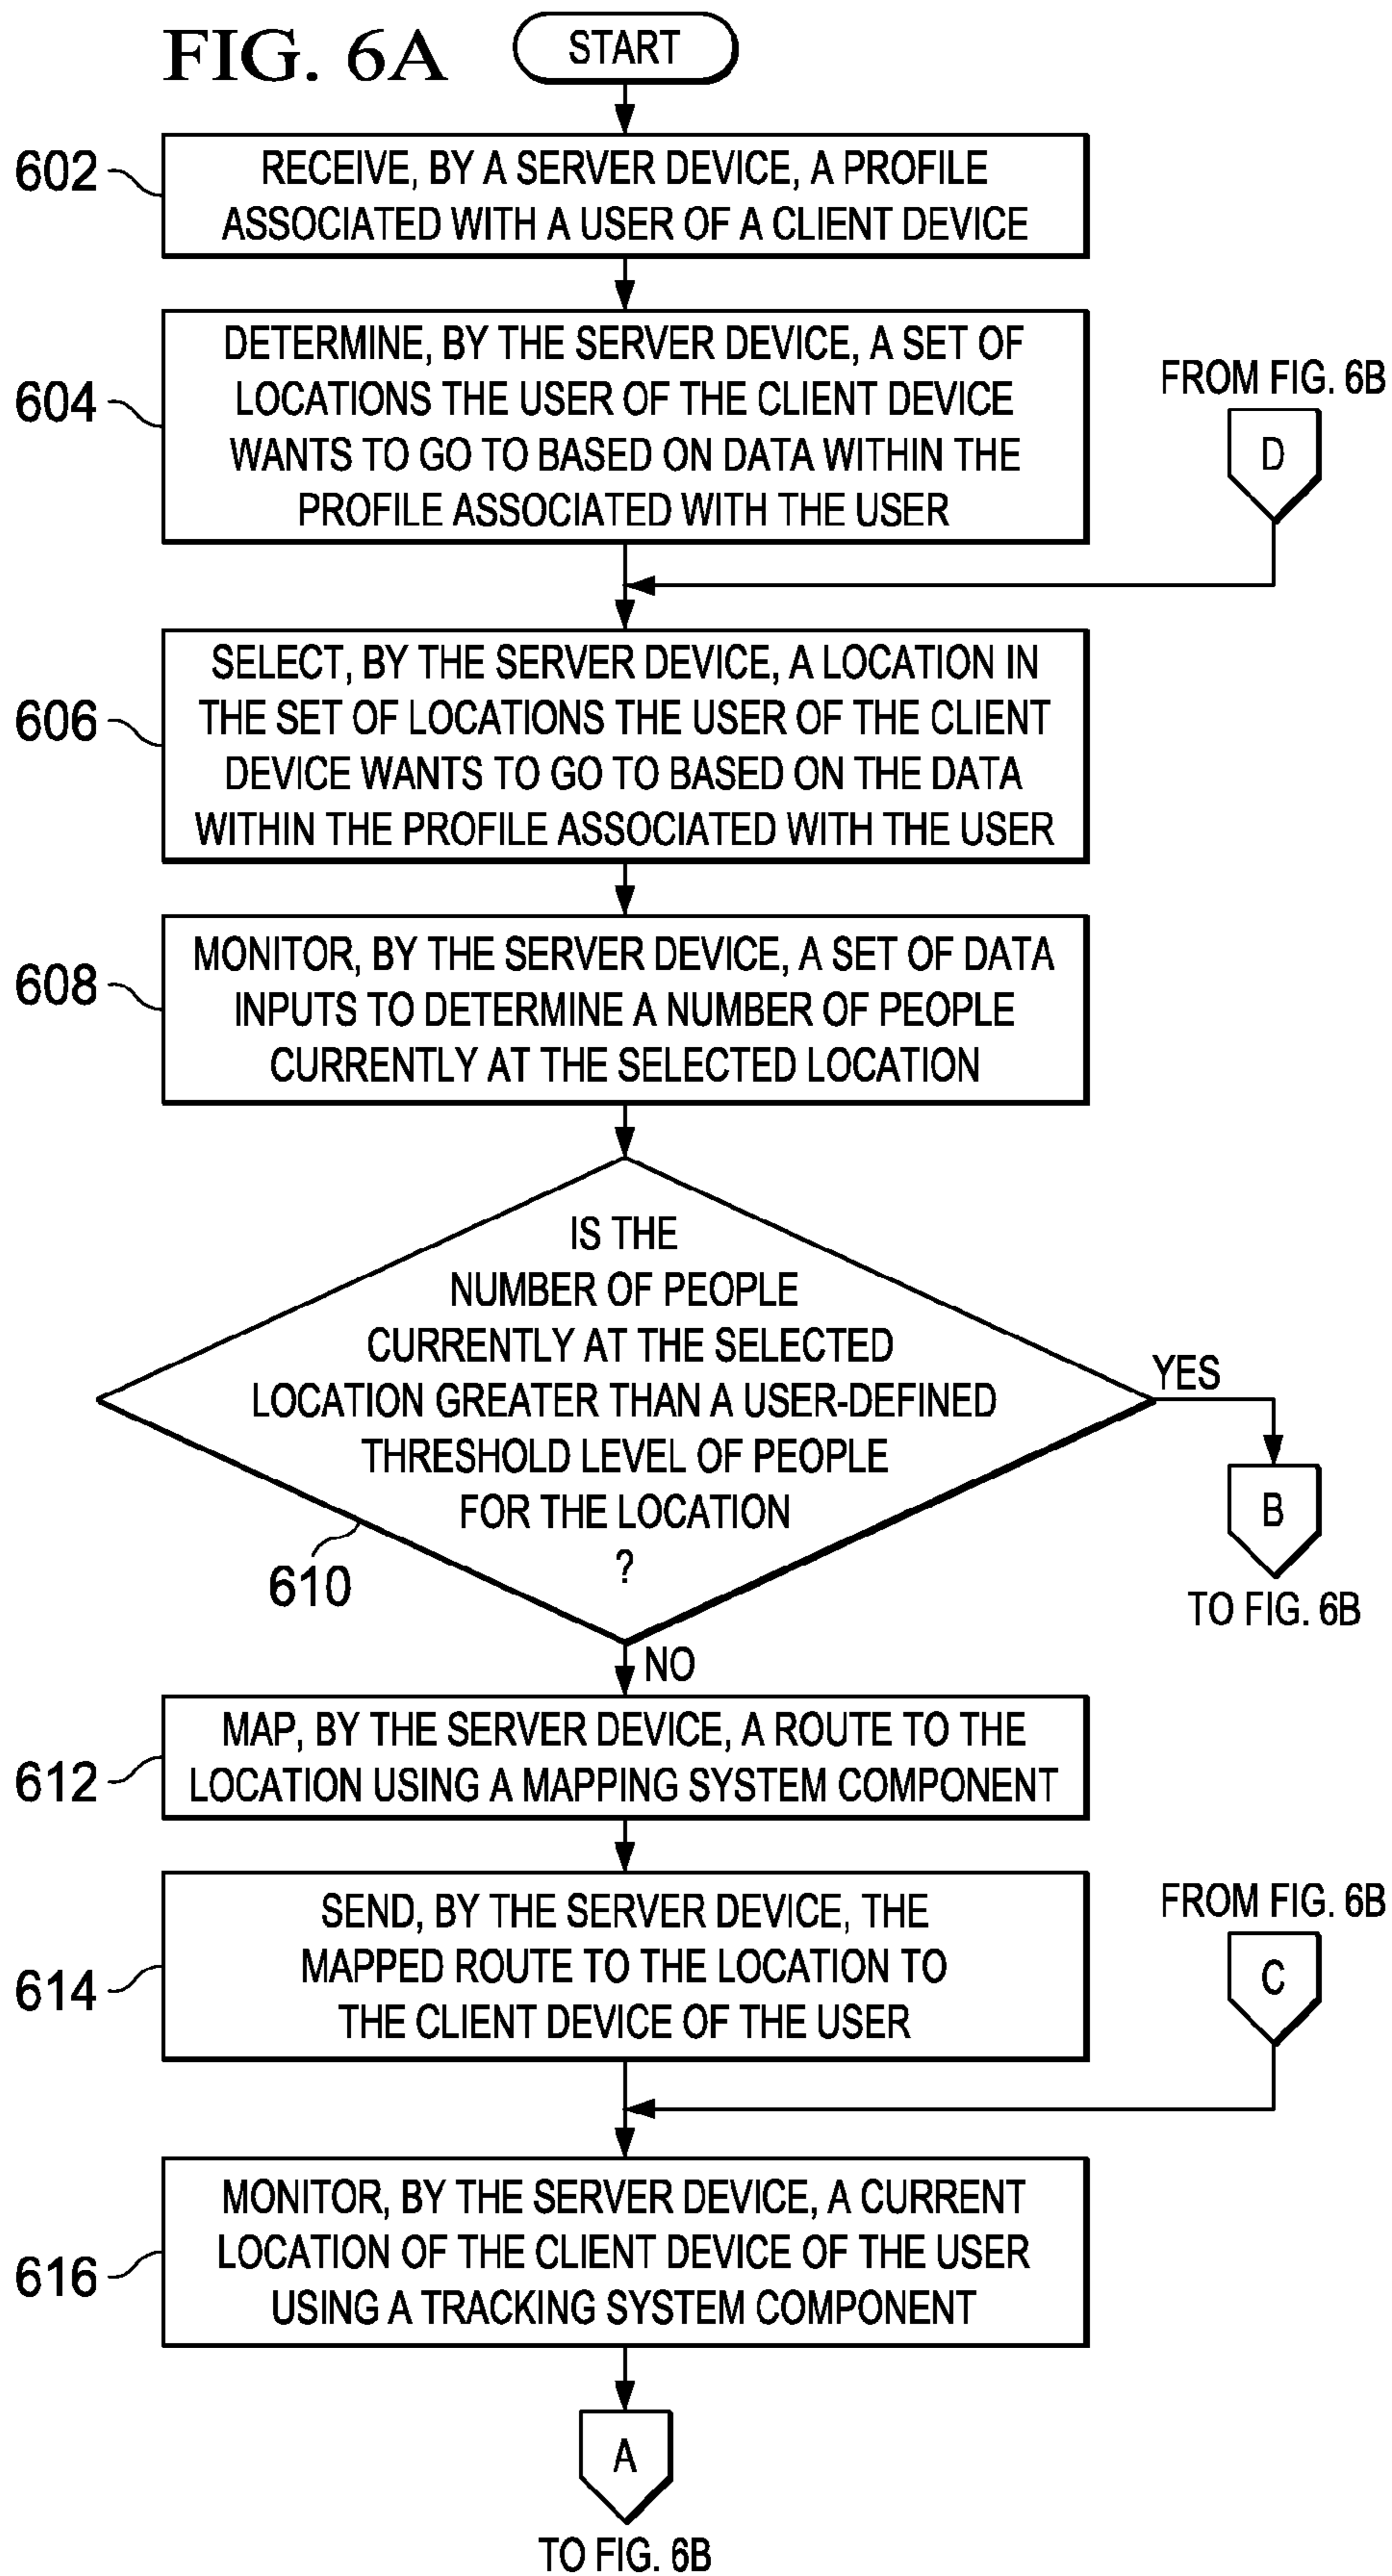 FIG. 6A
START
602
RECEIVE, BY A SERVER DEVICE, A PROFILE
ASSOCIATED WITH A USER OF A CLIENT DEVICE
604
DETERMINE, BY THE SERVER DEVICE, A SET OF
LOCATIONS THE USER OF THE CLIENT DEVICE
WANTS TO GO TO BASED ON DATA WITHIN THE
PROFILE ASSOCIATED WITH THE USER
FROM FIG. 6B
D
606
SELECT, BY THE SERVER DEVICE, A LOCATION IN
THE SET OF LOCATIONS THE USER OF THE CLIENT
DEVICE WANTS TO GO TO BASED ON THE DATA
WITHIN THE PROFILE ASSOCIATED WITH THE USER
608
MONITOR, BY THE SERVER DEVICE, A SET OF DATA
INPUTS TO DETERMINE A NUMBER OF PEOPLE
CURRENTLY AT THE SELECTED LOCATION
IS THE
NUMBER OF PEOPLE
CURRENTLY AT THE SELECTED
LOCATION GREATER THAN A USER-DEFINED
THRESHOLD LEVEL OF PEOPLE
FOR THE LOCATION
?
610
YES
B
TO FIG. 6B
NO
612
MAP, BY THE SERVER DEVICE, A ROUTE TO THE
LOCATION USING A MAPPING SYSTEM COMPONENT
614
SEND, BY THE SERVER DEVICE, THE
MAPPED ROUTE TO THE LOCATION TO
THE CLIENT DEVICE OF THE USER
FROM FIG. 6B
C
616
MONITOR, BY THE SERVER DEVICE, A CURRENT
LOCATION OF THE CLIENT DEVICE OF THE USER
USING A TRACKING SYSTEM COMPONENT
A
TO FIG. 6B